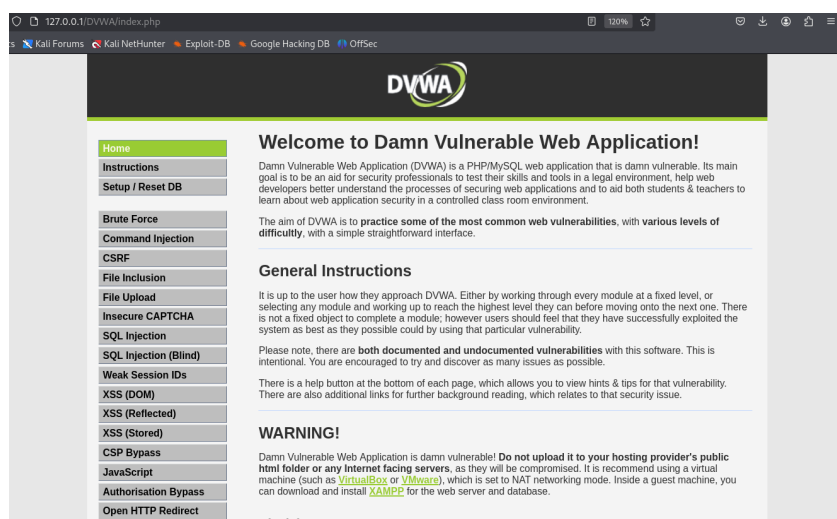 127.0.0.1/DVWA/index.php
120%
Kali Forums
Kali NetHunter
Exploit-DB
Google Hacking DB
OffSec
DVWA
Home
Instructions
Setup / Reset DB
Brute Force
Command Injection
CSRF
File Inclusion
File Upload
Insecure CAPTCHA
SQL Injection
SQL Injection (Blind)
Weak Session IDs
XSS (DOM)
XSS (Reflected)
XSS (Stored)
CSP Bypass
JavaScript
Authorisation Bypass
Open HTTP Redirect
Welcome to Damn Vulnerable Web Application!
Damn Vulnerable Web Application (DVWA) is a PHP/MySQL web application that is damn vulnerable. Its main
goal is to be an aid for security professionals to test their skills and tools in a legal environment, help web
developers better understand the processes of securing web applications and to aid both students & teachers to
learn about web application security in a controlled class room environment.
The aim of DVWA is to practice some of the most common web vulnerabilities, with various levels of
difficultly, with a simple straightforward interface.
General Instructions
It is up to the user how they approach DVWA. Either by working through every module at a fixed level, or
selecting any module and working up to reach the highest level they can before moving onto the next one. There
is not a fixed object to complete a module; however users should feel that they have successfully exploited the
system as best as they possible could by using that particular vulnerability.
Please note, there are both documented and undocumented vulnerabilities with this software. This is
intentional. You are encouraged to try and discover as many issues as possible.
There is a help button at the bottom of each page, which allows you to view hints & tips for that vulnerability.
There are also additional links for further background reading, which relates to that security issue.
WARNING!
Damn Vulnerable Web Application is damn vulnerable! Do not upload it to your hosting provider's public
html folder or any Internet facing servers, as they will be compromised. It is recommend using a virtual
machine (such as VirtualBox or VMware), which is set to NAT networking mode. Inside a guest machine, you
can download and install XAMPP for the web server and database.